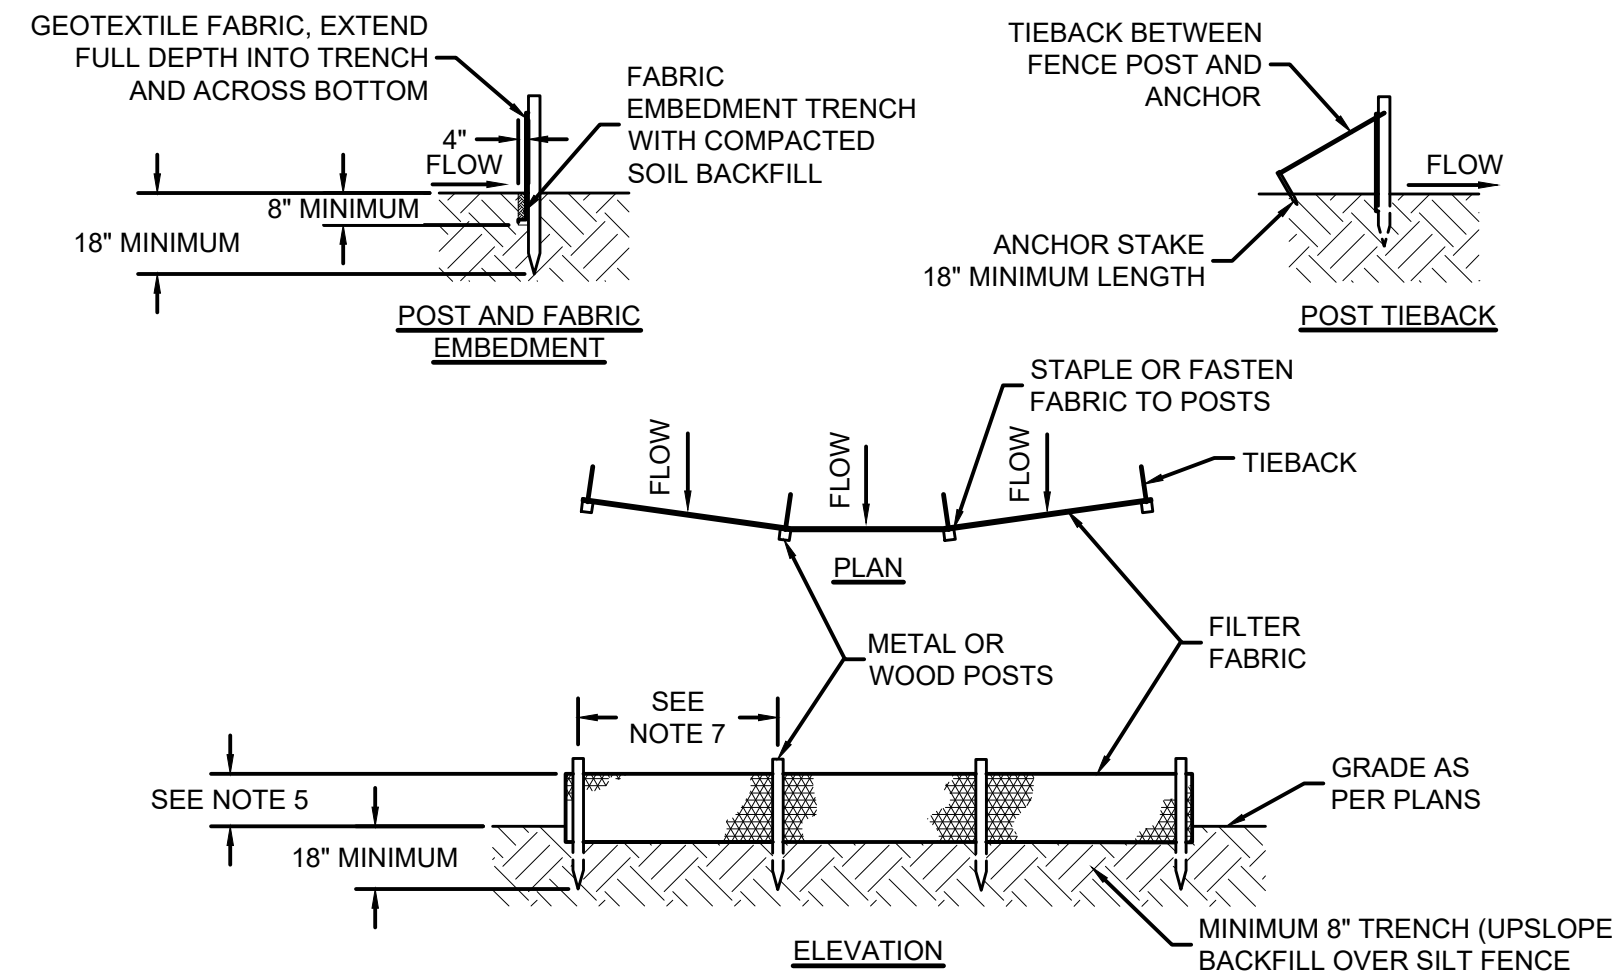 GEOTEXTILE FABRIC, EXTEND
FULL DEPTH INTO TRENCH
AND ACROSS BOTTOM
FABRIC
EMBEDMENT TRENCH
WITH COMPACTED
SOIL BACKFILL
4"
FLOW
8" MINIMUM
18" MINIMUM
POST AND FABRIC
EMBEDMENT
TIEBACK BETWEEN
FENCE POST AND
ANCHOR
FLOW
ANCHOR STAKE
18" MINIMUM LENGTH
POST TIEBACK
STAPLE OR FASTEN
FABRIC TO POSTS
FLOW
FLOW
FLOW
TIEBACK
PLAN
METAL OR
WOOD POSTS
FILTER
FABRIC
SEE
NOTE 7
SEE NOTE 5
18" MINIMUM
GRADE AS
PER PLANS
MINIMUM 8" TRENCH (UPSLOPE
BACKFILL OVER SILT FENCE
ELEVATION